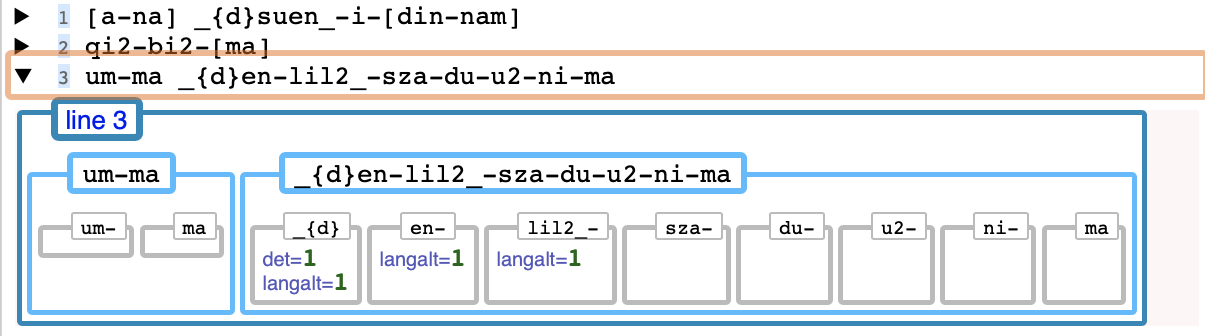 ▶ 1 [a-na] _{d}suen_-i-[din-nam]
▶ 2 qi2-bi2-[ma]
▼ 3 um-ma _{d}en-lil2_-sza-du-u2-ni-ma
line 3
um-ma _{d}en-lil2_-sza-du-u2-ni-ma
um- ma _{d} en- lil2_- sza- du- u2- ni- ma
det=1 langalt=1 langalt=1
langalt=1